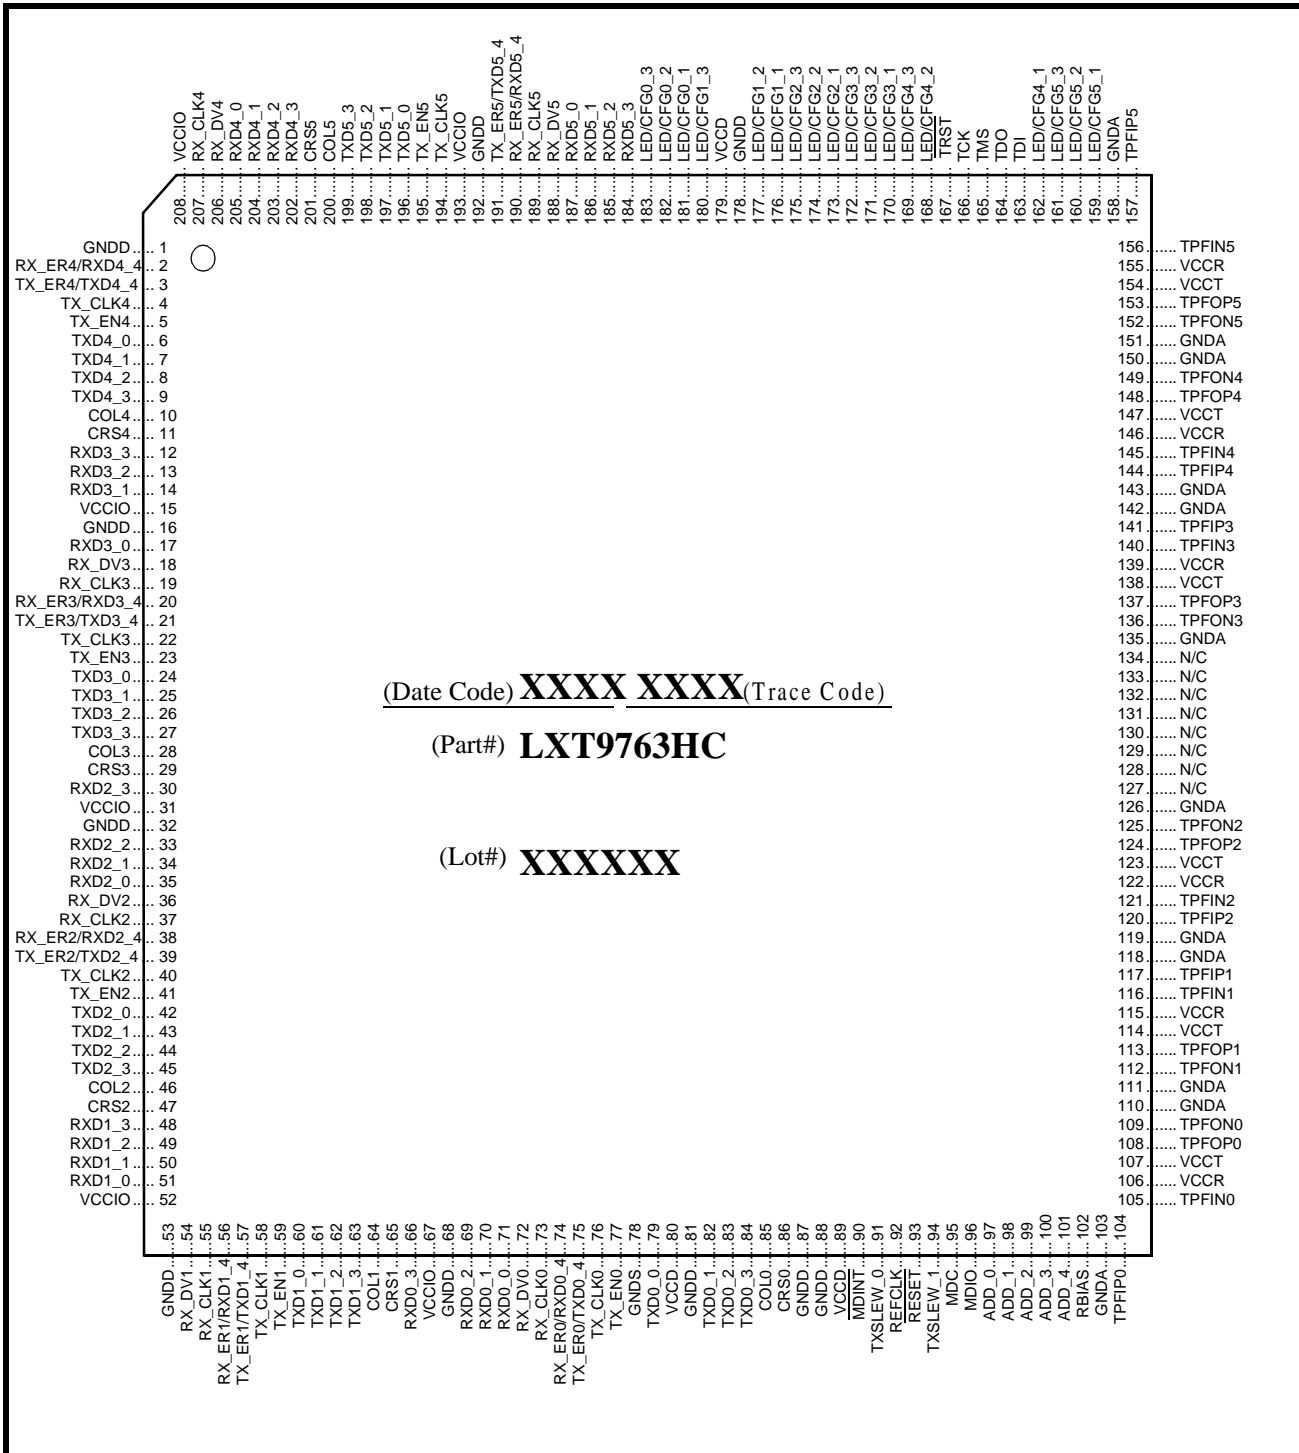 208.......VCCIO
207.......RX_CLK4
206.......RX_DV4
205.......RXD4_0
204.......RXD4_1
203.......RXD4_2
202.......RXD4_3
201.......CRS5
200.......COL5
199.......TXD5_3
198.......TXD5_2
197.......TXD5_1
196.......TXD5_0
195.......TX_EN5
194.......TX_CLK5
193.......VCCIO
192.......GNDD
191.......TX_ER5/TXD5_4
190.......RX_ER5/RXD5_4
189.......RX_CLK5
188.......RX_DV5
187.......RXD5_0
186.......RXD5_1
185.......RXD5_2
184.......RXD5_3
183.......LED/CFG0_3
182.......LED/CFG0_2
181.......LED/CFG0_1
180.......LED/CFG1_3
179.......VCCD
178.......GNDD
177.......LED/CFG1_2
176.......LED/CFG1_1
175.......LED/CFG2_3
174.......LED/CFG2_2
173.......LED/CFG2_1
172.......LED/CFG3_3
171.......LED/CFG3_2
170.......LED/CFG3_1
169.......LED/CFG4_3
168.......LED/CFG4_2
167.......TRST
166.......TCK
165.......TMS
164.......TDO
163.......TDI
162.......LED/CFG4_1
161.......LED/CFG5_3
160.......LED/CFG5_2
159.......LED/CFG5_1
158.......GNDA
157.......TPFIP5
GNDD..... 1
RX_ER4/RXD4_4.. 2
TX_ER4/TXD4_4.. 3
TX_CLK4..... 4
TX_EN4..... 5
TXD4_0..... 6
TXD4_1..... 7
TXD4_2..... 8
TXD4_3..... 9
COL4..... 10
CRS4..... 11
RXD3_3..... 12
RXD3_2..... 13
RXD3_1..... 14
VCCIO..... 15
GNDD..... 16
RXD3_0..... 17
RX_DV3..... 18
RX_CLK3..... 19
RX_ER3/RXD3_4.. 20
TX_ER3/TXD3_4.. 21
TX_CLK3..... 22
TX_EN3..... 23
TXD3_0..... 24
TXD3_1..... 25
TXD3_2..... 26
TXD3_3..... 27
COL3..... 28
CRS3..... 29
RXD2_3..... 30
VCCIO..... 31
GNDD..... 32
RXD2_2..... 33
RXD2_1..... 34
RXD2_0..... 35
RX_DV2..... 36
RX_CLK2..... 37
RX_ER2/RXD2_4.. 38
TX_ER2/TXD2_4.. 39
TX_CLK2..... 40
TX_EN2..... 41
TXD2_0..... 42
TXD2_1..... 43
TXD2_2..... 44
TXD2_3..... 45
COL2..... 46
CRS2..... 47
RXD1_3..... 48
RXD1_2..... 49
RXD1_1..... 50
RXD1_0..... 51
VCCIO..... 52
(Date Code) XXXX XXXX (Trace Code)
(Part#) LXT9763HC
(Lot#) XXXXXX
156....... TPFIN5
155....... VCCR
154....... VCCT
153....... TPFOP5
152....... TPFON5
151....... GNDA
150....... GNDA
149....... TPFON4
148....... TPFOP4
147....... VCCT
146....... VCCR
145....... TPFIN4
144....... TPFIP4
143....... GNDA
142....... GNDA
141....... TPFIP3
140....... TPFIN3
139....... VCCR
138....... VCCT
137....... TPFOP3
136....... TPFON3
135....... GNDA
134....... N/C
133....... N/C
132....... N/C
131....... N/C
130....... N/C
129....... N/C
128....... N/C
127....... N/C
126....... GNDA
125....... TPFON2
124....... TPFOP2
123....... VCCT
122....... VCCR
121....... TPFIN2
120....... TPFIP2
119....... GNDA
118....... GNDA
117....... TPFIP1
116....... TPFIN1
115....... VCCR
114....... VCCT
113....... TPFOP1
112....... TPFON1
111....... GNDA
110....... GNDA
109....... TPFON0
108....... TPFOP0
107....... VCCT
106....... VCCR
105....... TPFIN0
GNDD....53
RX_DV1....54
RX_CLK1....55
RX_ER1/RXD1_4...56
TX_ER1/TXD1_4...57
TX_CLK1....58
TX_EN1....59
TXD1_0....60
TXD1_1....61
TXD1_2....62
TXD1_3....63
COL1....64
CRS1....65
RXD0_3....66
VCCIO....67
GNDD....68
RXD0_2....69
RXD0_1....70
RXD0_0....71
RX_DV0....72
RX_CLK0....73
RX_ER0/RXD0_4...74
TX_ER0/TXD0_4...75
TX_CLK0....76
TX_EN0....77
GNDS....78
TXD0_0....79
VCCD....80
GNDD....81
TXD0_1....82
TXD0_2....83
TXD0_3....84
COL0....85
CRS0....86
GNDD....87
GNDD....88
VCCD....89
MDINT....90
TXSLEW_0....91
REFCLK....92
RESET....93
TXSLEW_1....94
MDC....95
MDIO....96
ADD_0....97
ADD_1....98
ADD_2....99
ADD_3....100
ADD_4....101
RBIAS....102
GNDA....103
TPFIP0....104